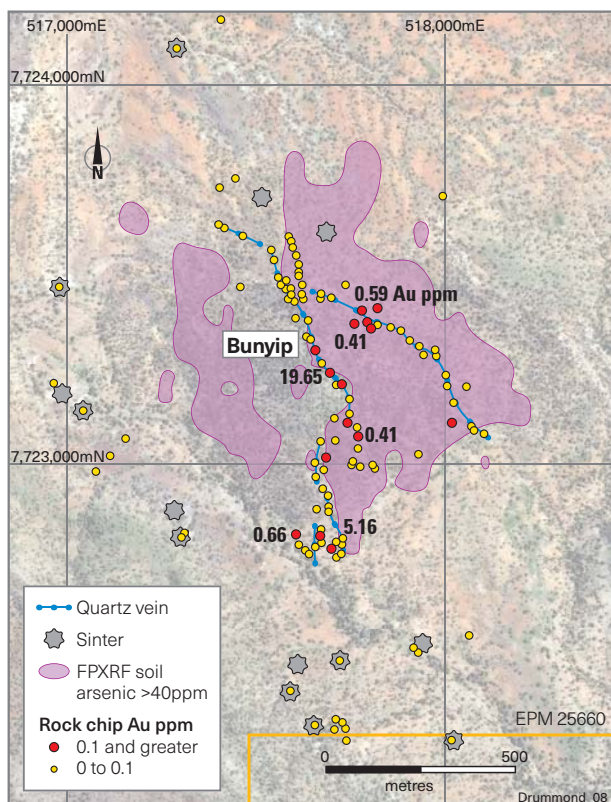 517,000mE
518,000mE
7,724,000mN
N
0.59 Au ppm
0.41
Bunyip
19.65
0.41
7,723,000mN
0.66
5.16
Quartz vein
Sinter
FPXRF soil
arsenic >40ppm
Rock chip Au ppm
0.1 and greater
0 to 0.1
EPM 25660
0
500
metres
Drummond_08